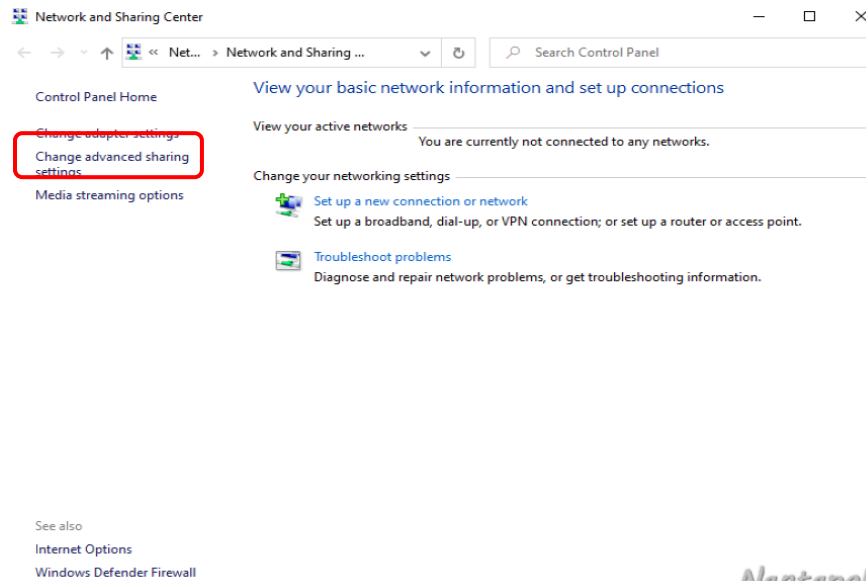 Network and Sharing Center
« Net... › Network and Sharing ...
Search Control Panel
Control Panel Home
Change adapter settings
Change advanced sharing
settings
Media streaming options
View your basic network information and set up connections
View your active networks
You are currently not connected to any networks.
Change your networking settings
Set up a new connection or network
Set up a broadband, dial-up, or VPN connection; or set up a router or access point.
Troubleshoot problems
Diagnose and repair network problems, or get troubleshooting information.
See also
Internet Options
Windows Defender Firewall